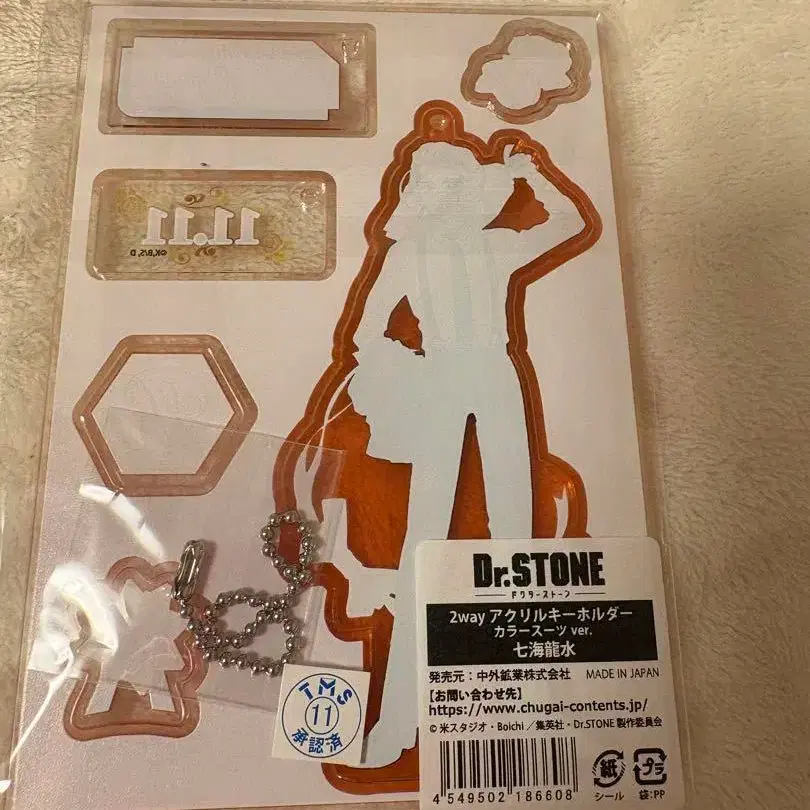 11.11
©K,B/S, D
Dr.STONE
ドクターストーン
2way アクリルキーホルダー
カラースーツ ver.
七海龍水
発売元：中外鉱業株式会社 MADE IN JAPAN
【お問い合わせ先】
https://www.chugai-contents.jp/
© 米スタジオ・Boichi／集英社・Dr.STONE 製作委員会
4 549502 186608
紙
シール
プラ
袋:PP
TMS
11
承認済